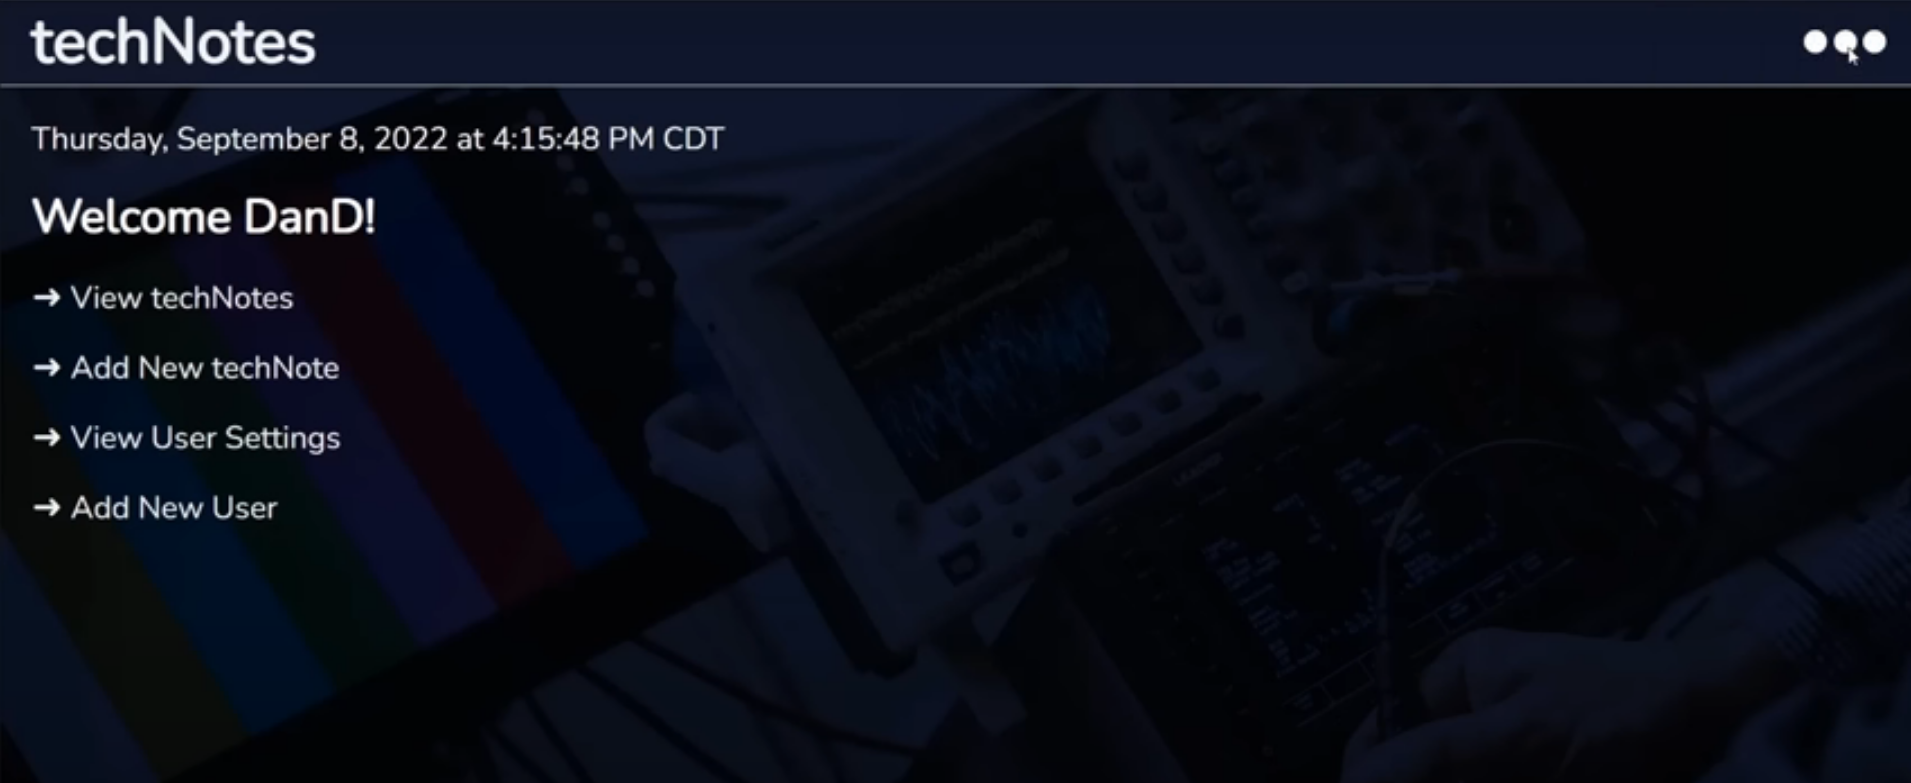 techNotes
Thursday, September 8, 2022 at 4:15:48 PM CDT
Welcome DanD!
→ View techNotes
→ Add New techNote
→ View User Settings
→ Add New User